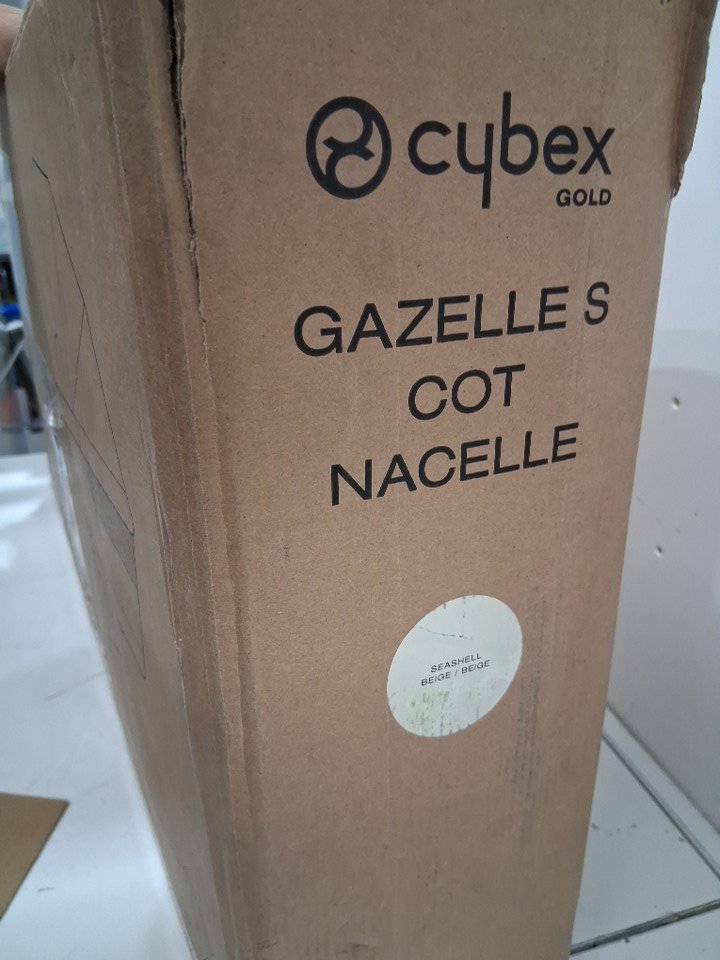 cybex
GOLD
GAZELLE S
COT
NACELLE
SEASHELL
BEIGE / BEIGE